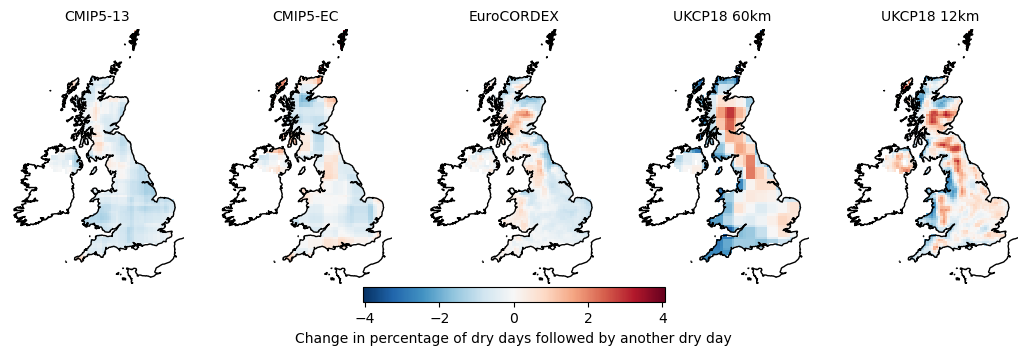 CMIP5-13 CMIP5-EC EuroCORDEX UKCP18 60km UKCP18 12km
−4 −2 0 2 4
Change in percentage of dry days followed by another dry day